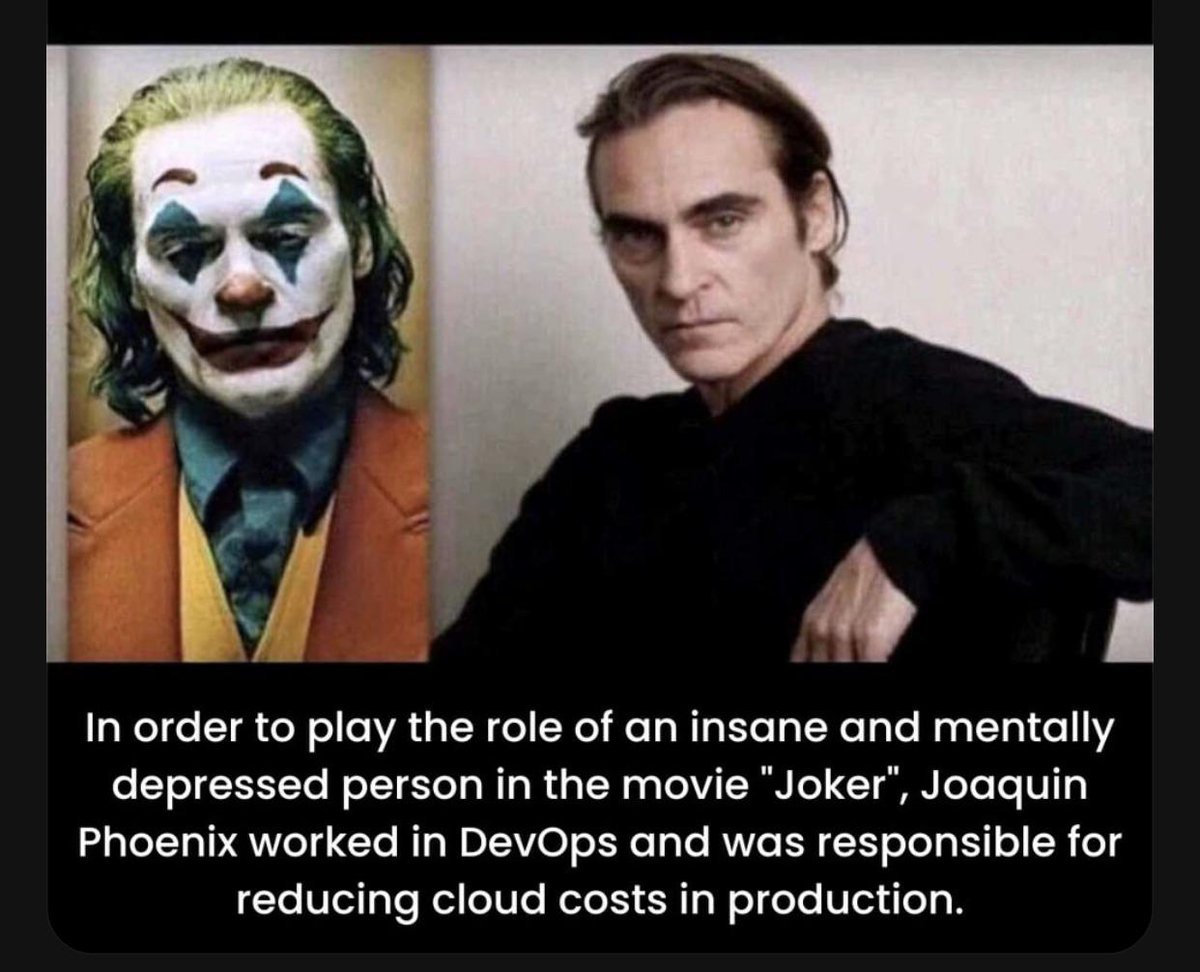 In order to play the role of an insane and mentally
depressed person in the movie "Joker", Joaquin
Phoenix worked in DevOps and was responsible for
reducing cloud costs in production.